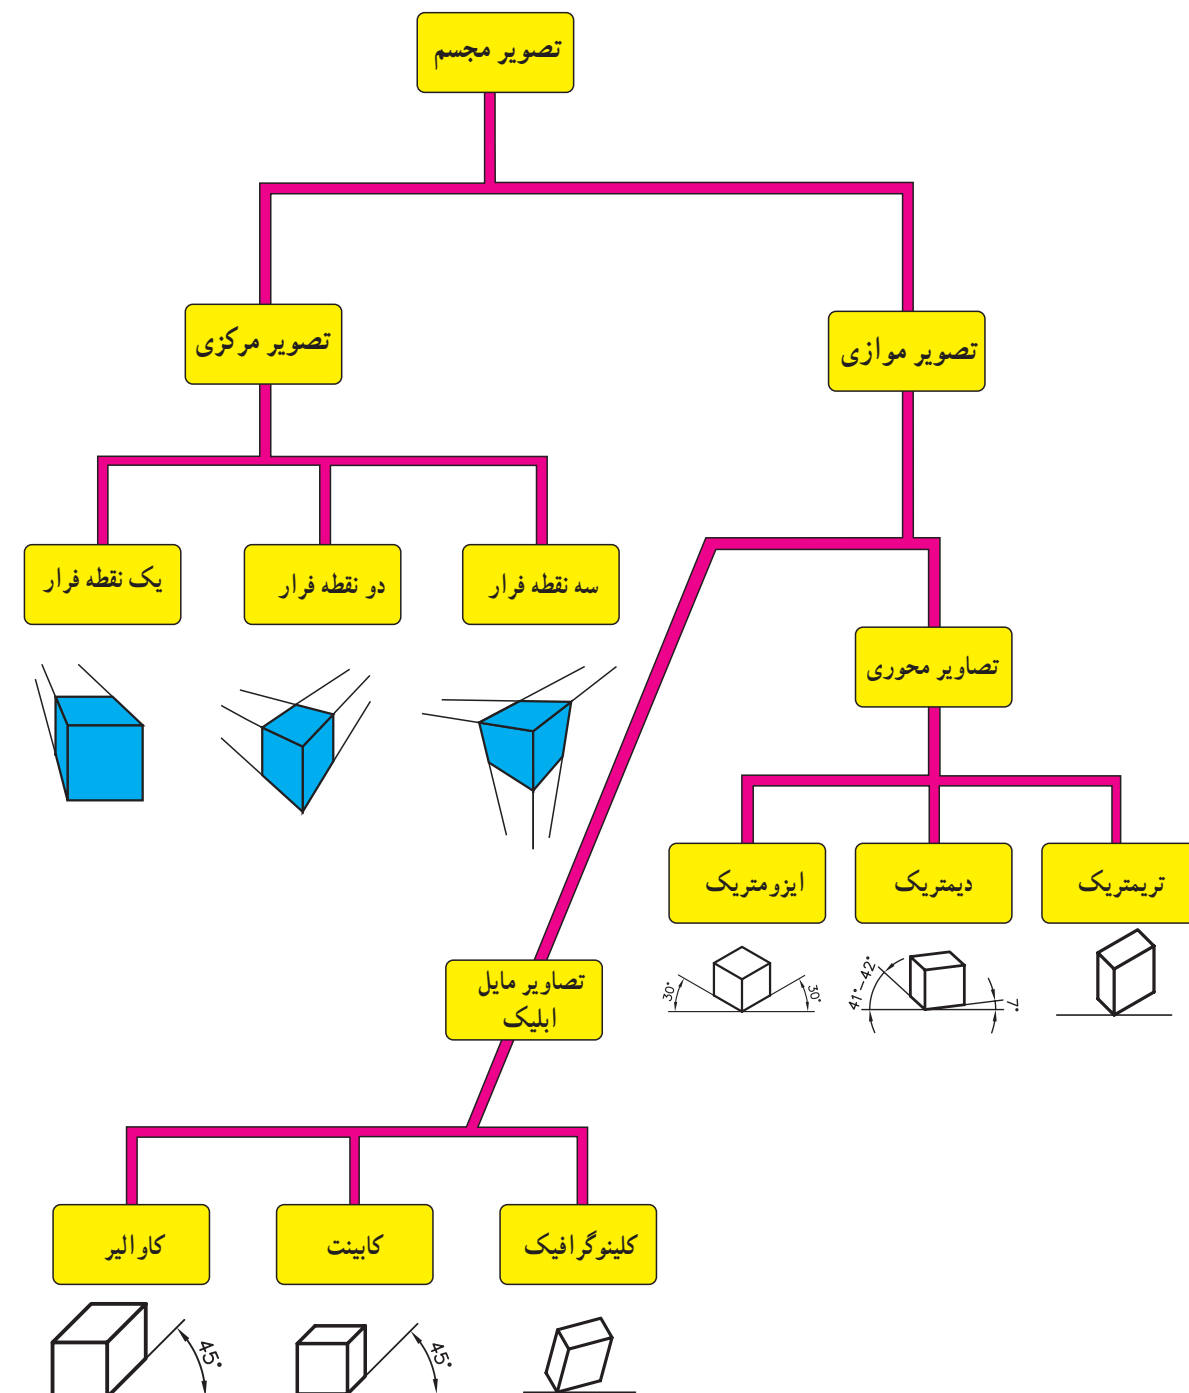 تصویر مجسم
تصویر موازی
تصویر مرکزی
سه نقطه فرار
دو نقطه فرار
یک نقطه فرار
تصاویر محوری
تریمتریک
دیمتریک
ایزومتریک
7°
41°–42°
30°
30°
تصاویر مایل
ابلیک
کلینوگرافیک
کابینت
کاوالیر
45°
45°